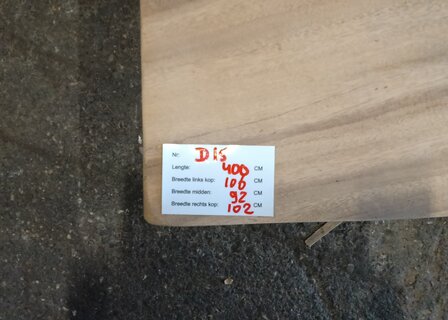 Nr: D15
Lengte: 400 CM
Breedte links kop: 106 CM
Breedte midden: 92 CM
Breedte rechts kop: 102 CM